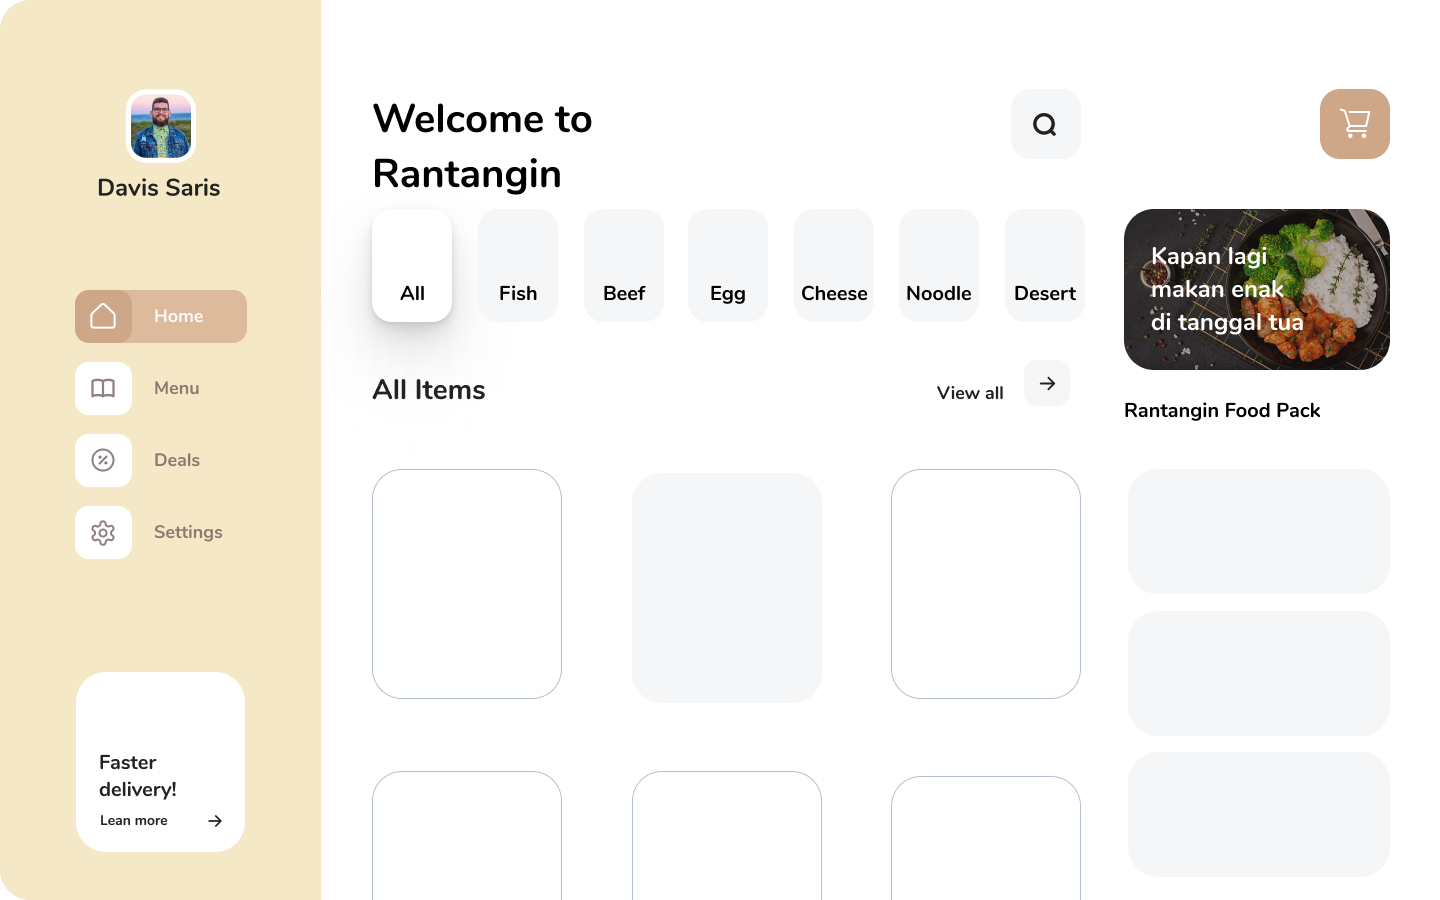 Davis Saris
Home
Menu
Deals
Settings
Faster
delivery!
Lean more
Welcome to
Rantangin
All
Fish
Beef
Egg
Cheese
Noodle
Desert
All Items
View all
Kapan lagi
makan enak
di tanggal tua
Rantangin Food Pack